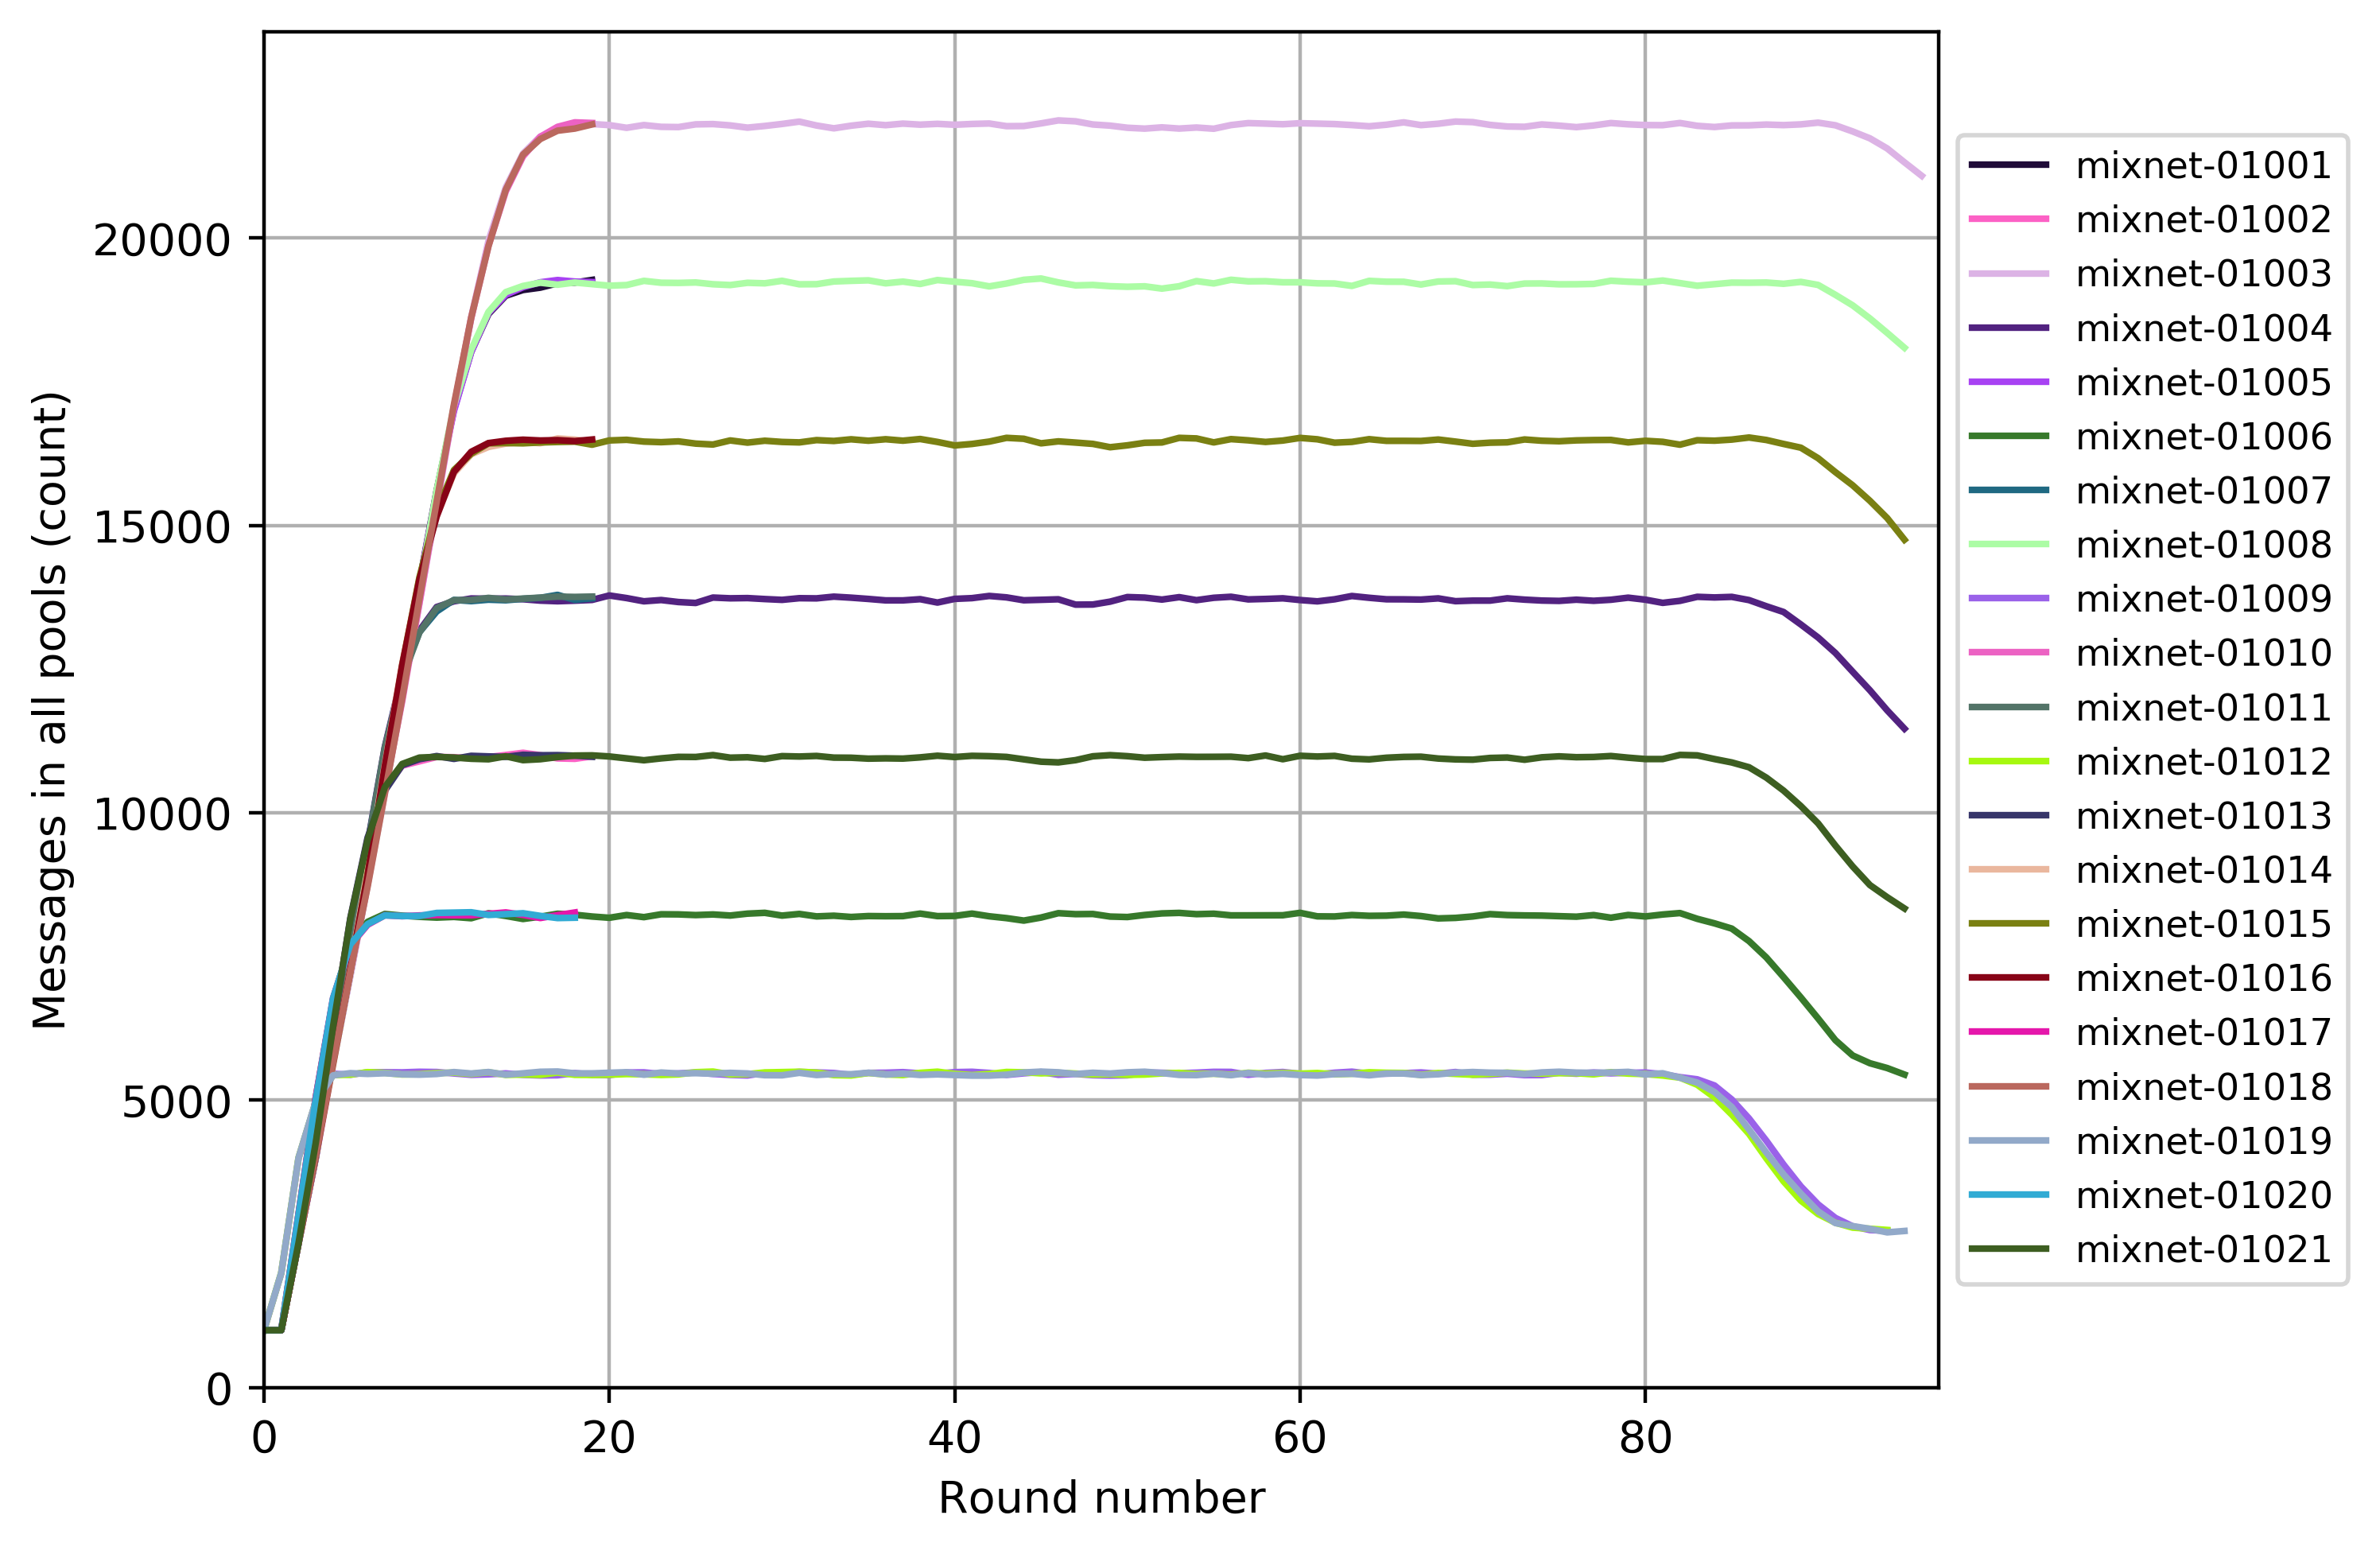 Messages in all pools (count)
20000
15000
10000
5000
0
0 20 40 60 80
Round number
mixnet-01001
mixnet-01002
mixnet-01003
mixnet-01004
mixnet-01005
mixnet-01006
mixnet-01007
mixnet-01008
mixnet-01009
mixnet-01010
mixnet-01011
mixnet-01012
mixnet-01013
mixnet-01014
mixnet-01015
mixnet-01016
mixnet-01017
mixnet-01018
mixnet-01019
mixnet-01020
mixnet-01021